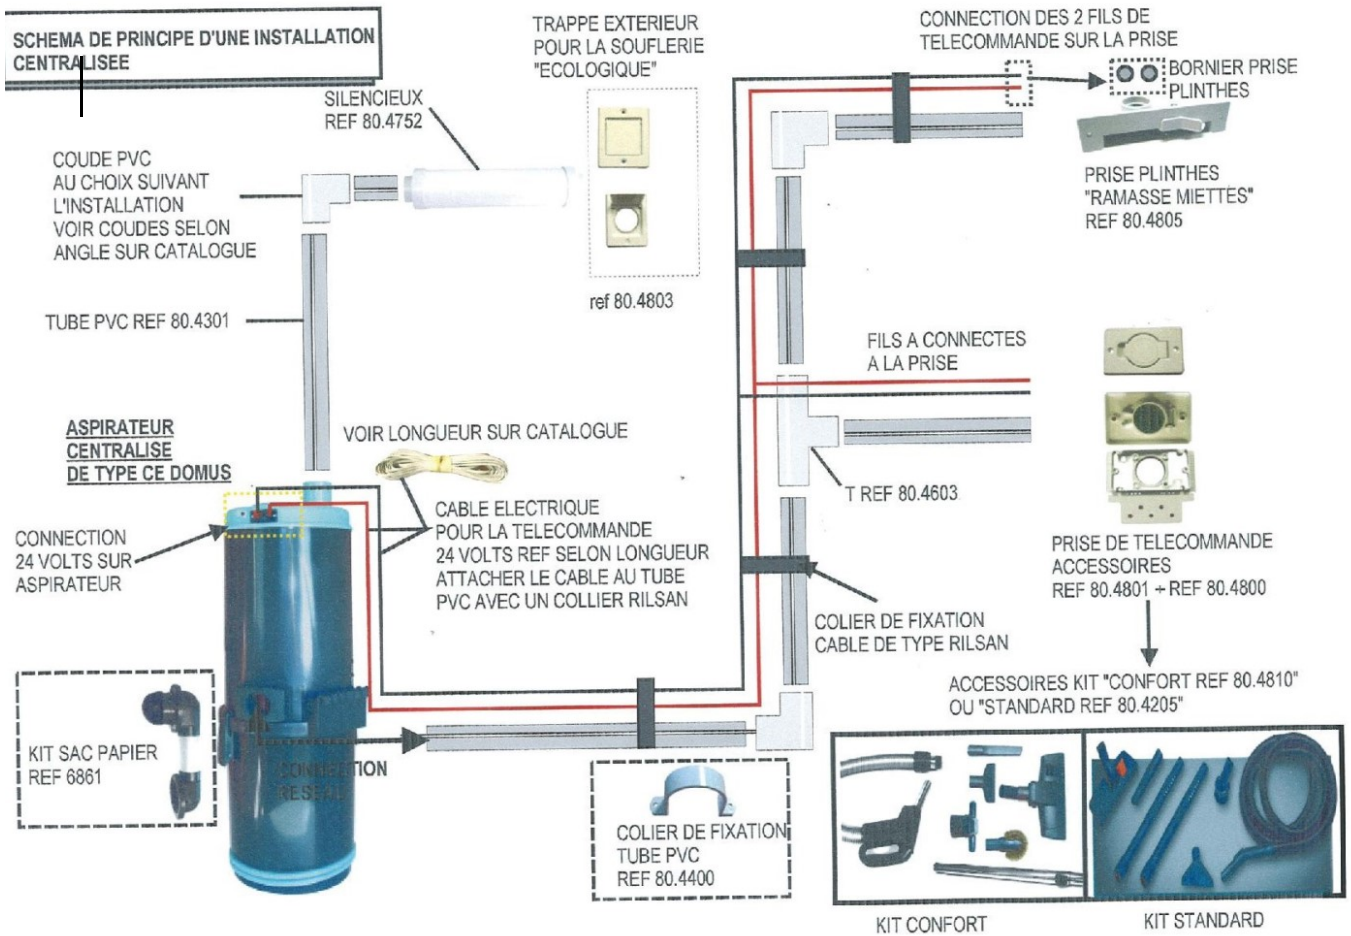 SCHEMA DE PRINCIPE D'UNE INSTALLATION
CENTRALISEE
TRAPPE EXTERIEUR
POUR LA SOUFLERIE
"ECOLOGIQUE"
CONNECTION DES 2 FILS DE
TELECOMMANDE SUR LA PRISE
BORNIER PRISE
PLINTHES
SILENCIEUX
REF 80.4752
COUDE PVC
AU CHOIX SUIVANT
L'INSTALLATION
VOIR COUDES SELON
ANGLE SUR CATALOGUE
PRISE PLINTHES
"RAMASSE MIETTES"
REF 80.4805
ref 80.4803
TUBE PVC REF 80.4301
FILS A CONNECTES
A LA PRISE
ASPIRATEUR
CENTRALISE
DE TYPE CE DOMUS
VOIR LONGUEUR SUR CATALOGUE
T REF 80.4603
CONNECTION
24 VOLTS SUR
ASPIRATEUR
CABLE ELECTRIQUE
POUR LA TELECOMMANDE
24 VOLTS REF SELON LONGUEUR
ATTACHER LE CABLE AU TUBE
PVC AVEC UN COLLIER RILSAN
PRISE DE TELECOMMANDE
ACCESSOIRES
REF 80.4801 + REF 80.4800
COLIER DE FIXATION
CABLE DE TYPE RILSAN
ACCESSOIRES KIT "CONFORT REF 80.4810"
OU "STANDARD REF 80.4205"
KIT SAC PAPIER
REF 6861
CONNECTION
RESEAU
COLIER DE FIXATION
TUBE PVC
REF 80.4400
KIT CONFORT
KIT STANDARD